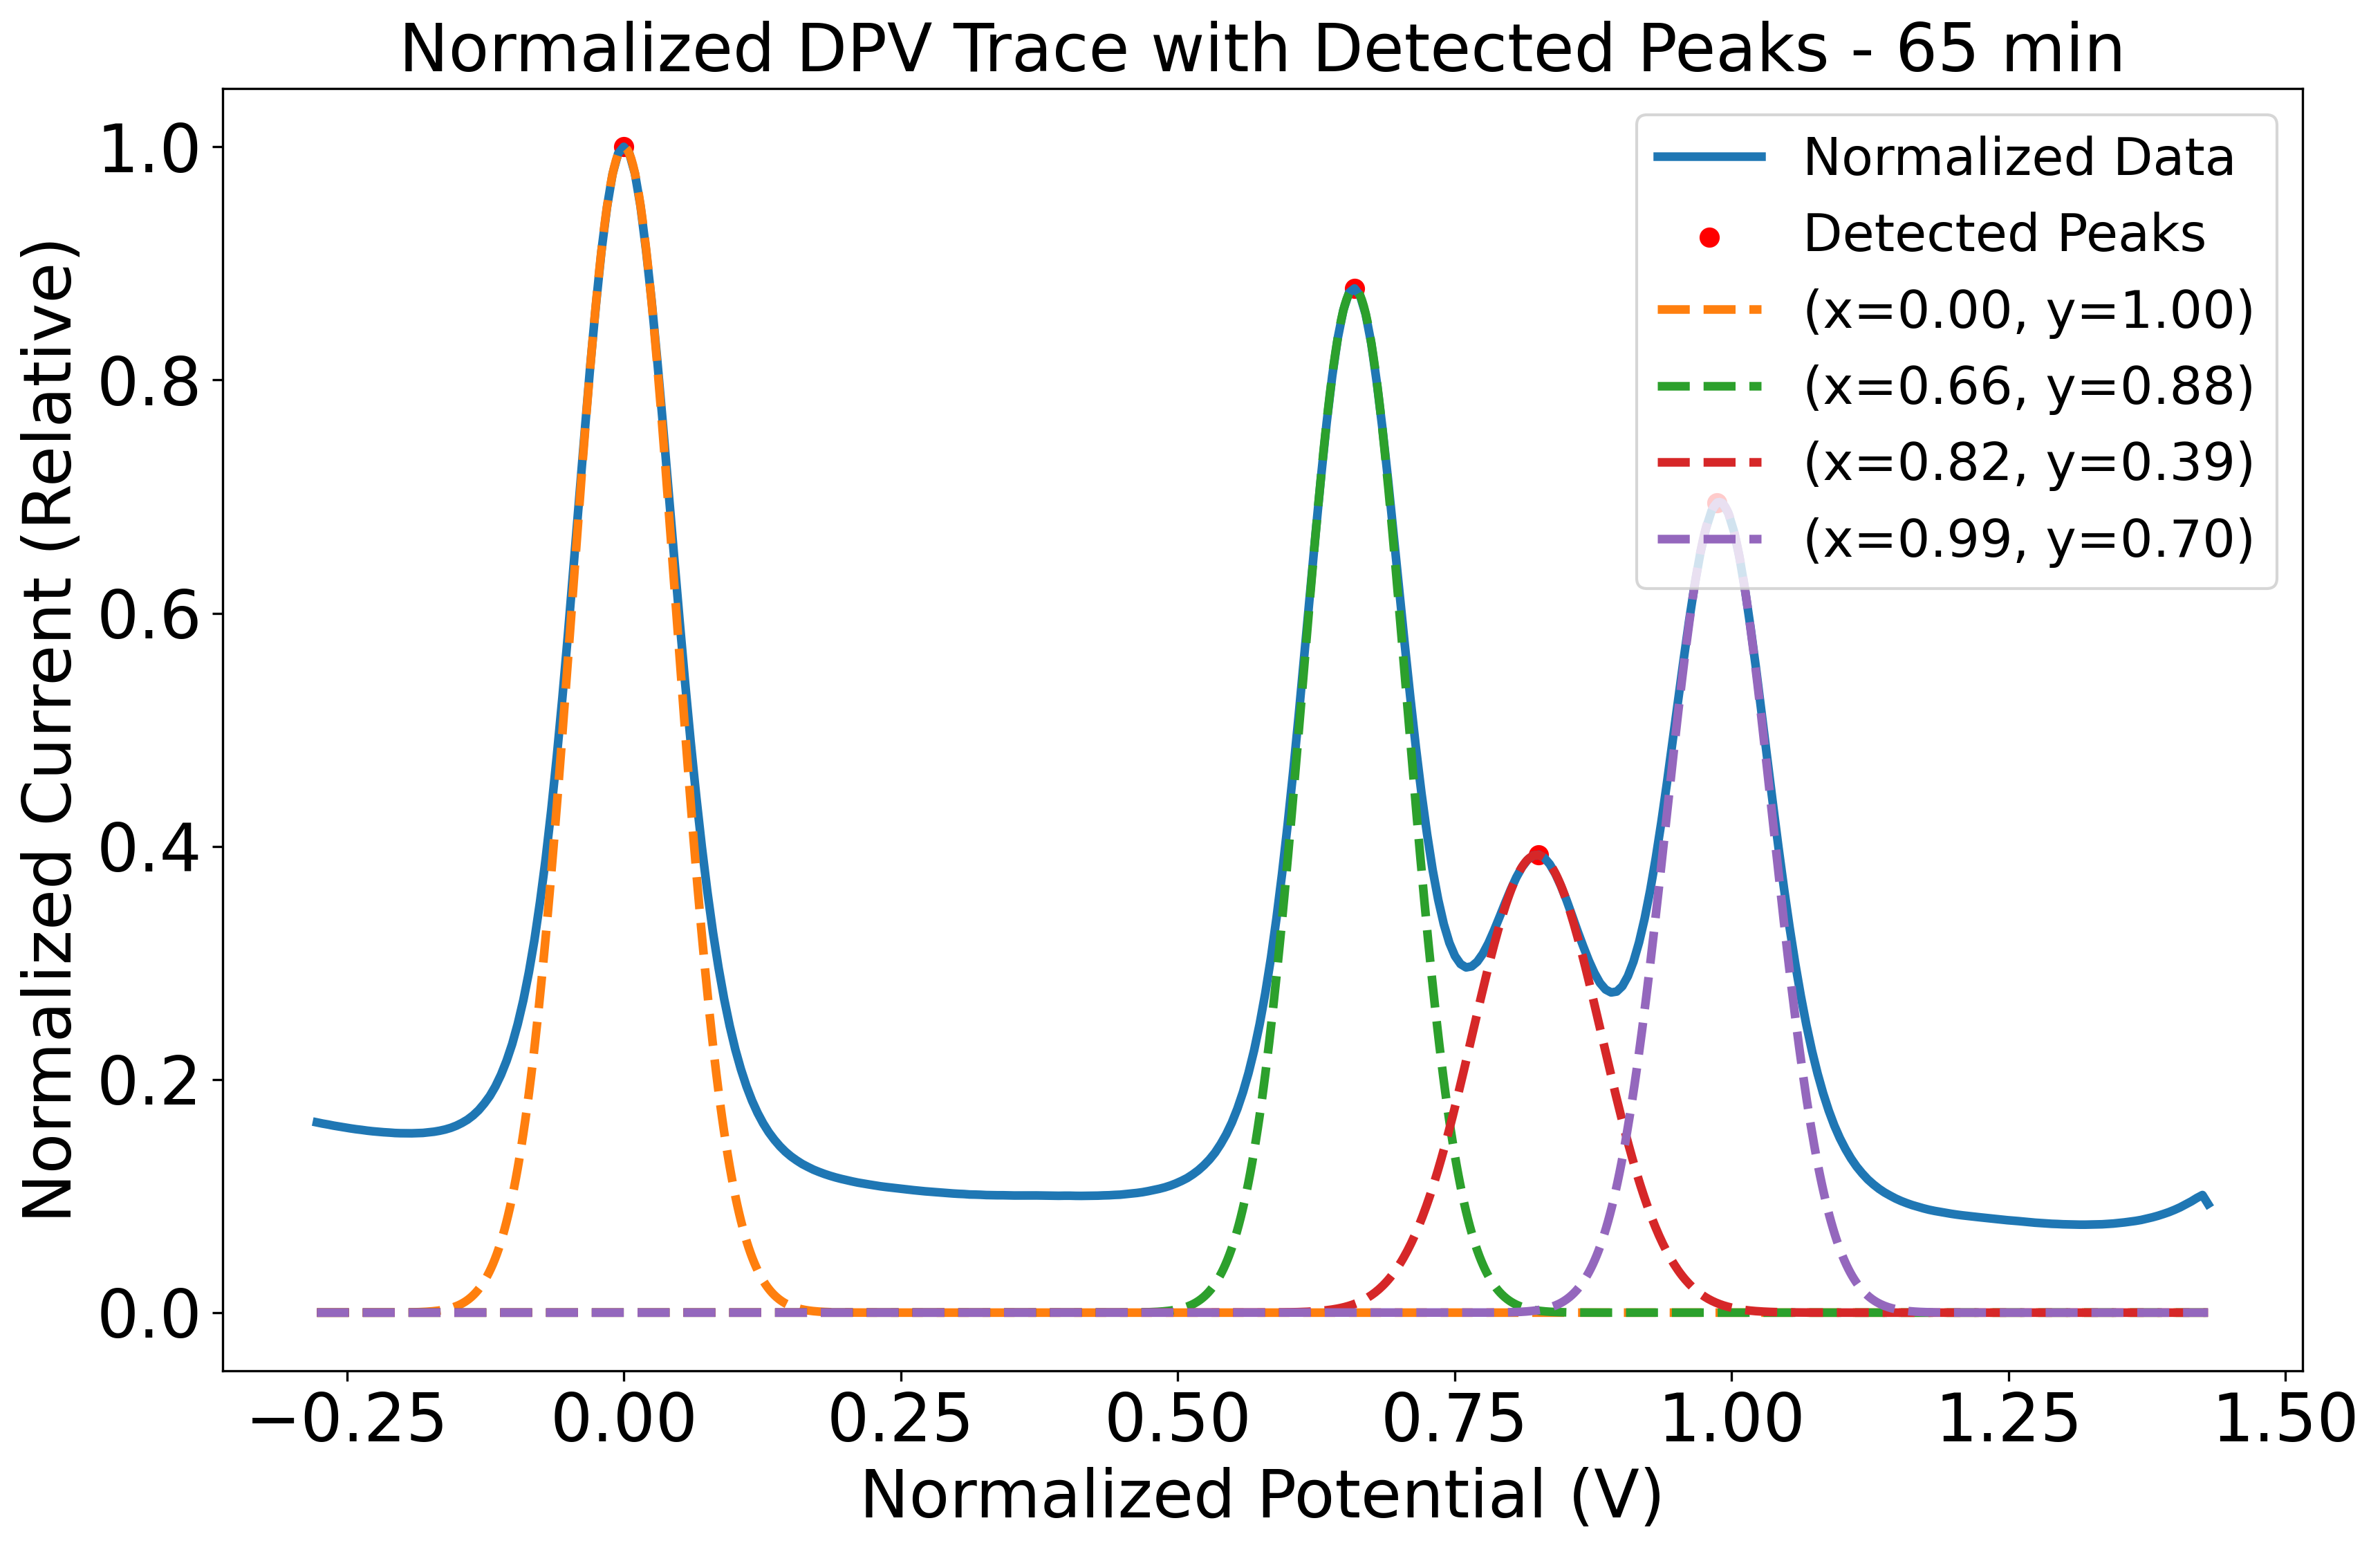 Normalized DPV Trace with Detected Peaks - 65 min
Normalized Current (Relative)
1.0
0.8
0.6
0.4
0.2
0.0
Normalized Data
Detected Peaks
(x=0.00, y=1.00)
(x=0.66, y=0.88)
(x=0.82, y=0.39)
(x=0.99, y=0.70)
−0.25 0.00 0.25 0.50 0.75 1.00 1.25 1.50
Normalized Potential (V)